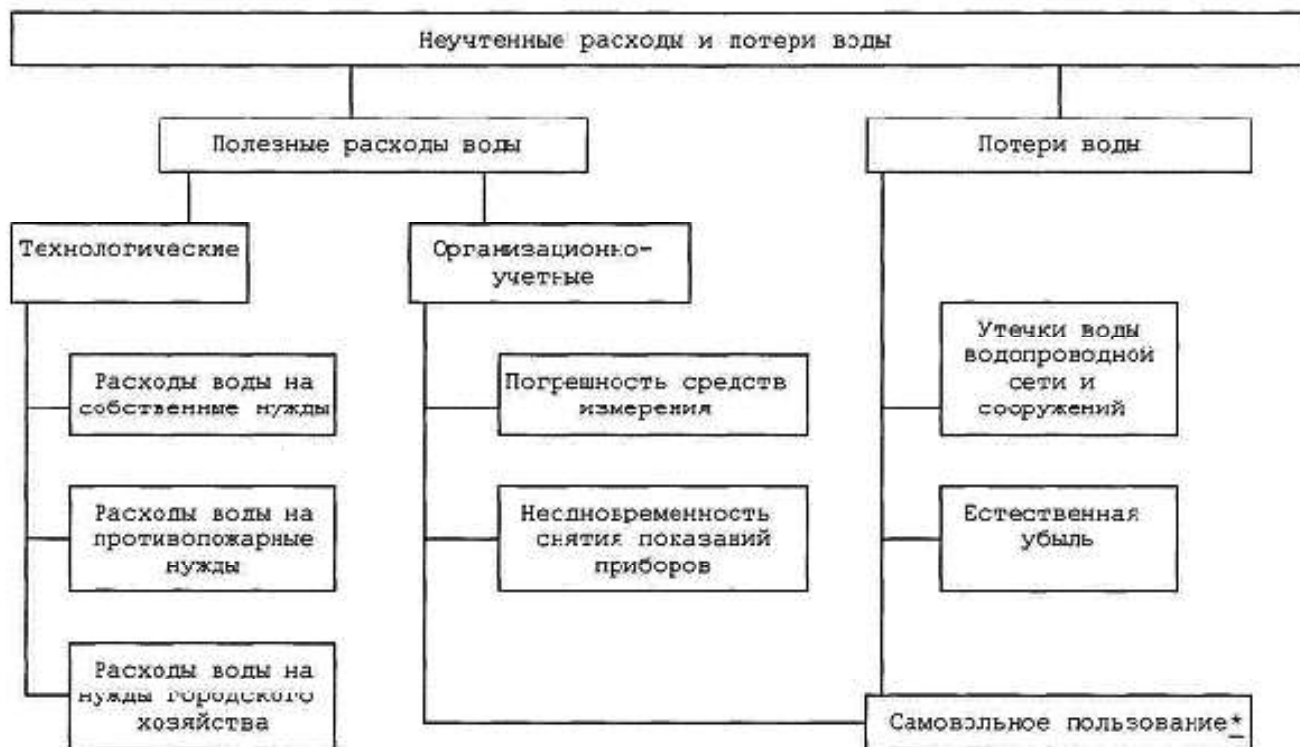 Неучтенные расходы и потери воды
Полезные расходы воды
Потери воды
Технологические
Организационно-
учетные
Расходы воды на
собственные нужды
Погрешность средств
измерения
Утечки воды
водопроводной
сети и
сооружений
Расходы воды на
противопожарные
нужды
Неодновременность
снятия показаний
приборов
Естественная
убыль
Расходы воды на
нужды городского
хозяйства
Самовольное пользование*